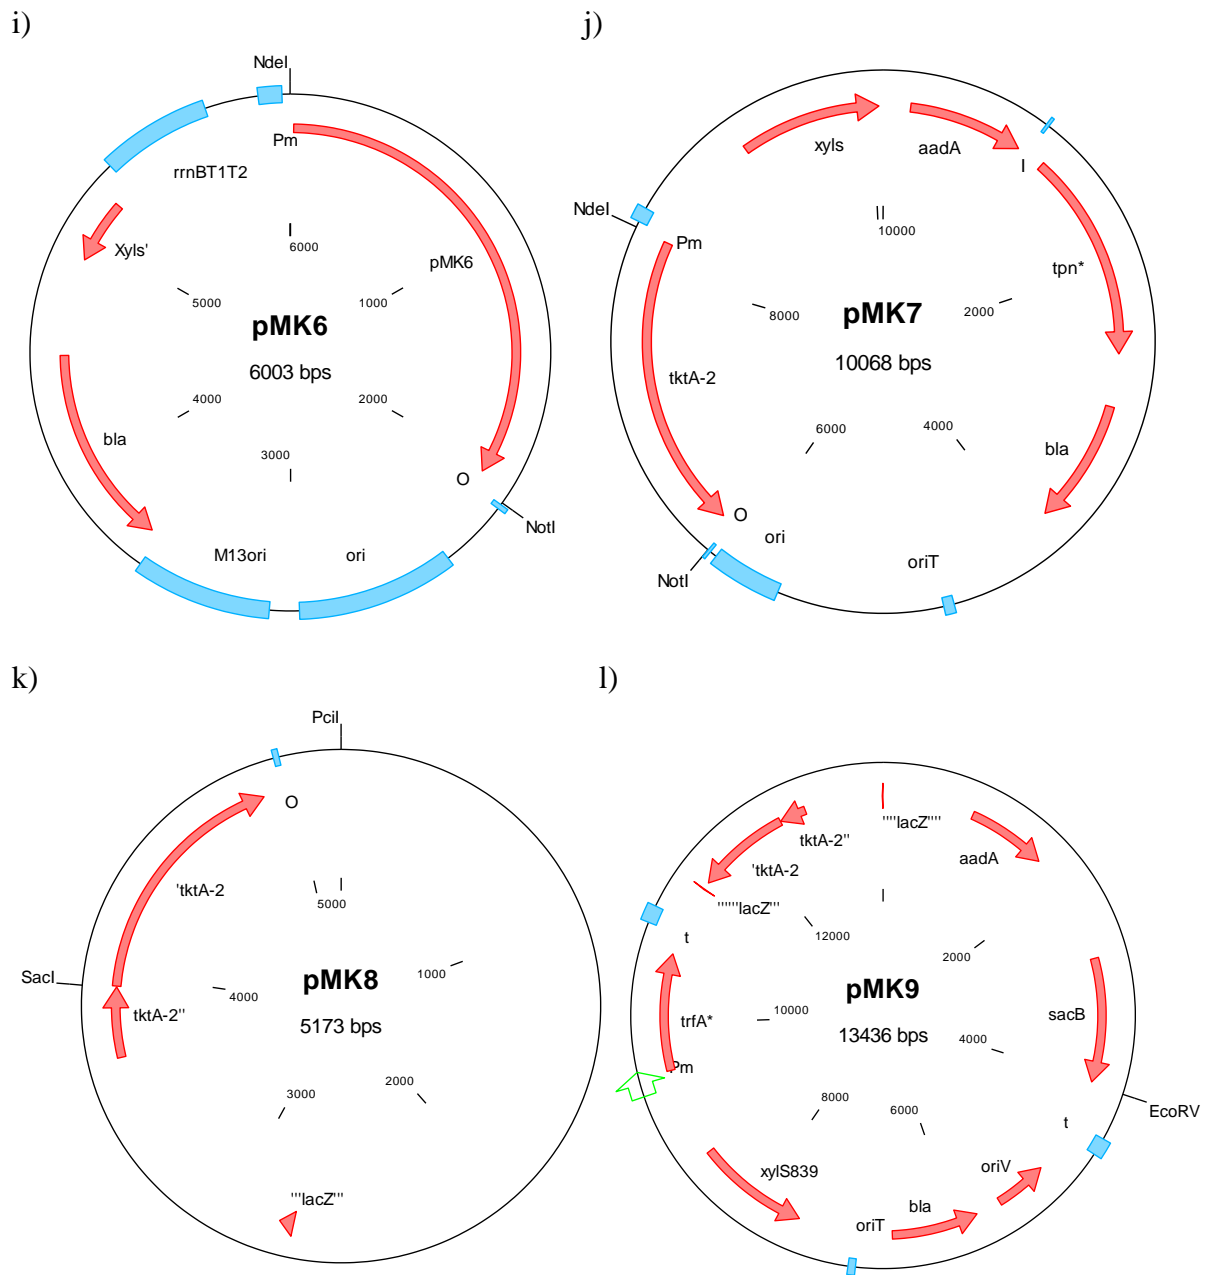 i)
j)
NdeI
Pm
rrnBT1T2
Xyls'
6000
5000
1000
pMK6
pMK6
6003 bps
4000
2000
bla
3000
O
NotI
M13ori
ori
xyls
aadA
I
NdeI
Pm
10000
tpn*
8000
2000
pMK7
10068 bps
tktA-2
6000
4000
bla
O
ori
NotI
oriT
k)
l)
PciI
O
'tktA-2
5000
1000
SacI
4000
pMK8
tktA-2''
5173 bps
3000
2000
'''lacZ'''
tktA-2''
''''lacZ''''
aadA
'tktA-2
''''''lacZ'''
12000
t
2000
pMK9
10000
trfA*
13436 bps
sacB
4000
Pm
8000
6000
EcoRV
t
xylS839
oriV
bla
oriT